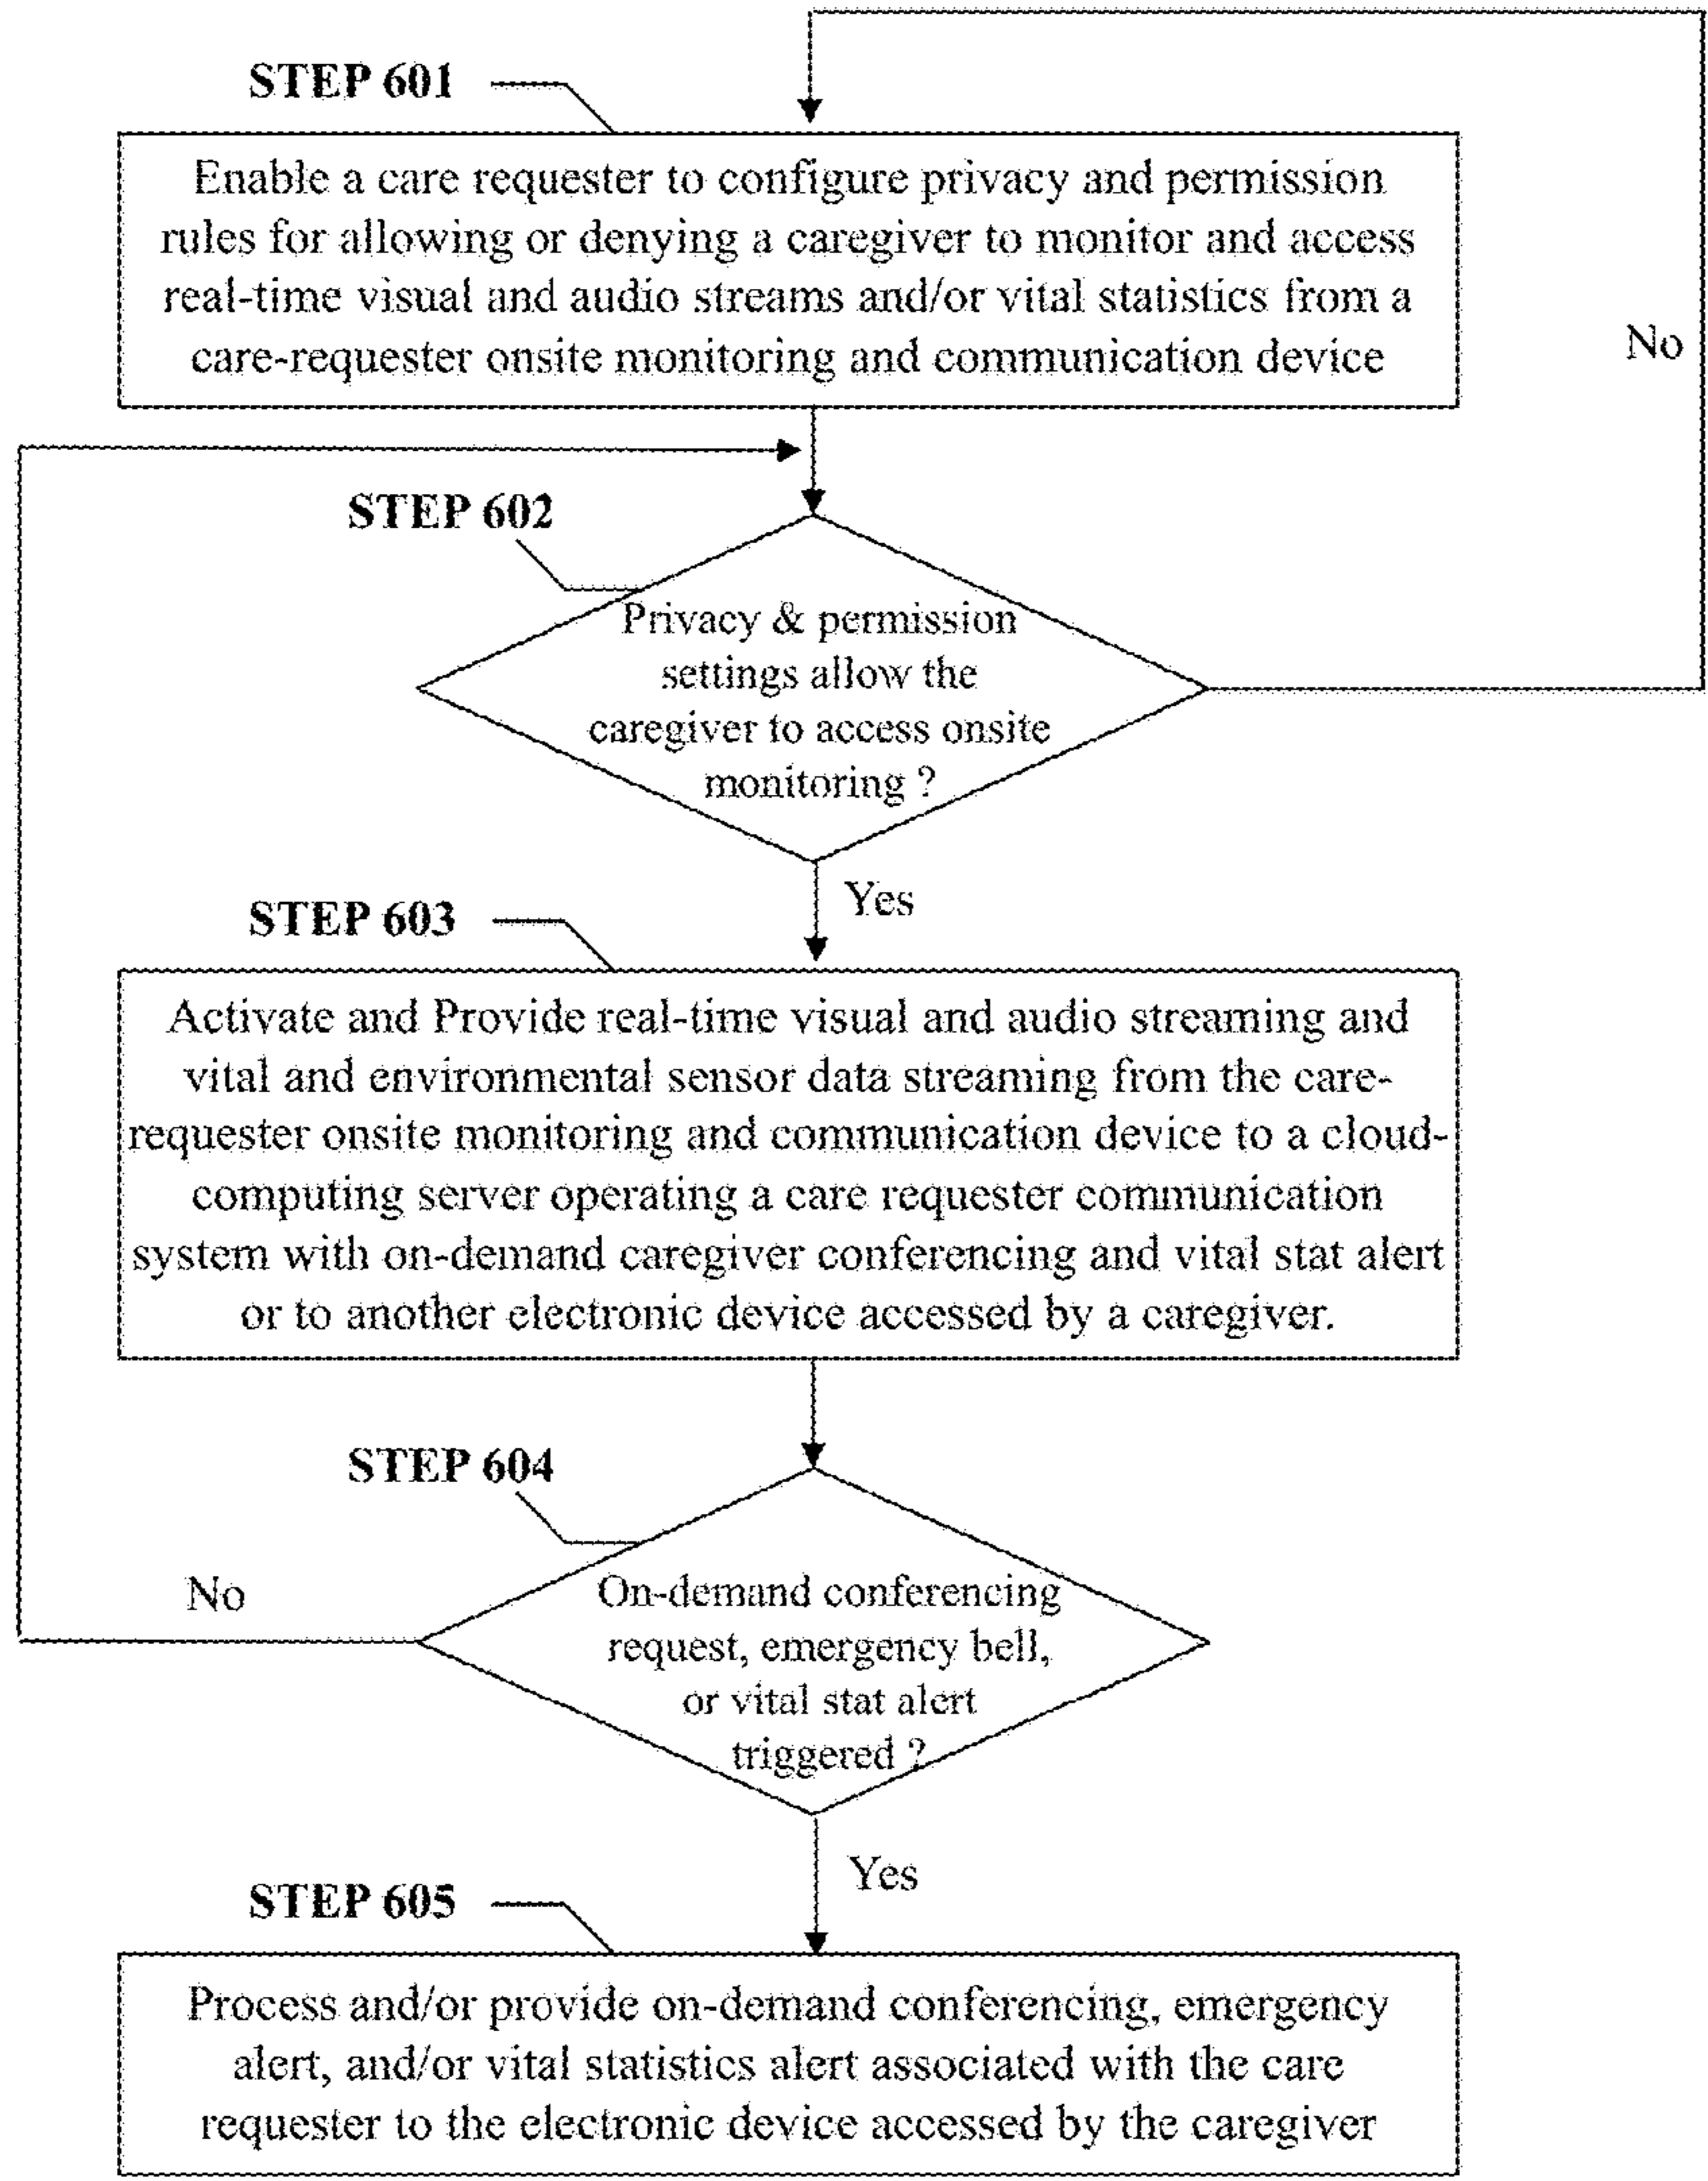 STEP 601
Enable a care requester to configure privacy and permission
rules for allowing or denying a caregiver to monitor and access
real-time visual and audio streams and/or vital statistics from a
care-requester onsite monitoring and communication device
No
STEP 602
Privacy & permission
settings allow the
caregiver to access onsite
monitoring ?
Yes
STEP 603
Activate and Provide real-time visual and audio streaming and
vital and environmental sensor data streaming from the care-
requester onsite monitoring and communication device to a cloud-
computing server operating a care requester communication
system with on-demand caregiver conferencing and vital stat alert
or to another electronic device accessed by a caregiver.
STEP 604
No
On-demand conferencing
request, emergency bell,
or vital stat alert
triggered ?
Yes
STEP 605
Process and/or provide on-demand conferencing, emergency
alert, and/or vital statistics alert associated with the care
requester to the electronic device accessed by the caregiver